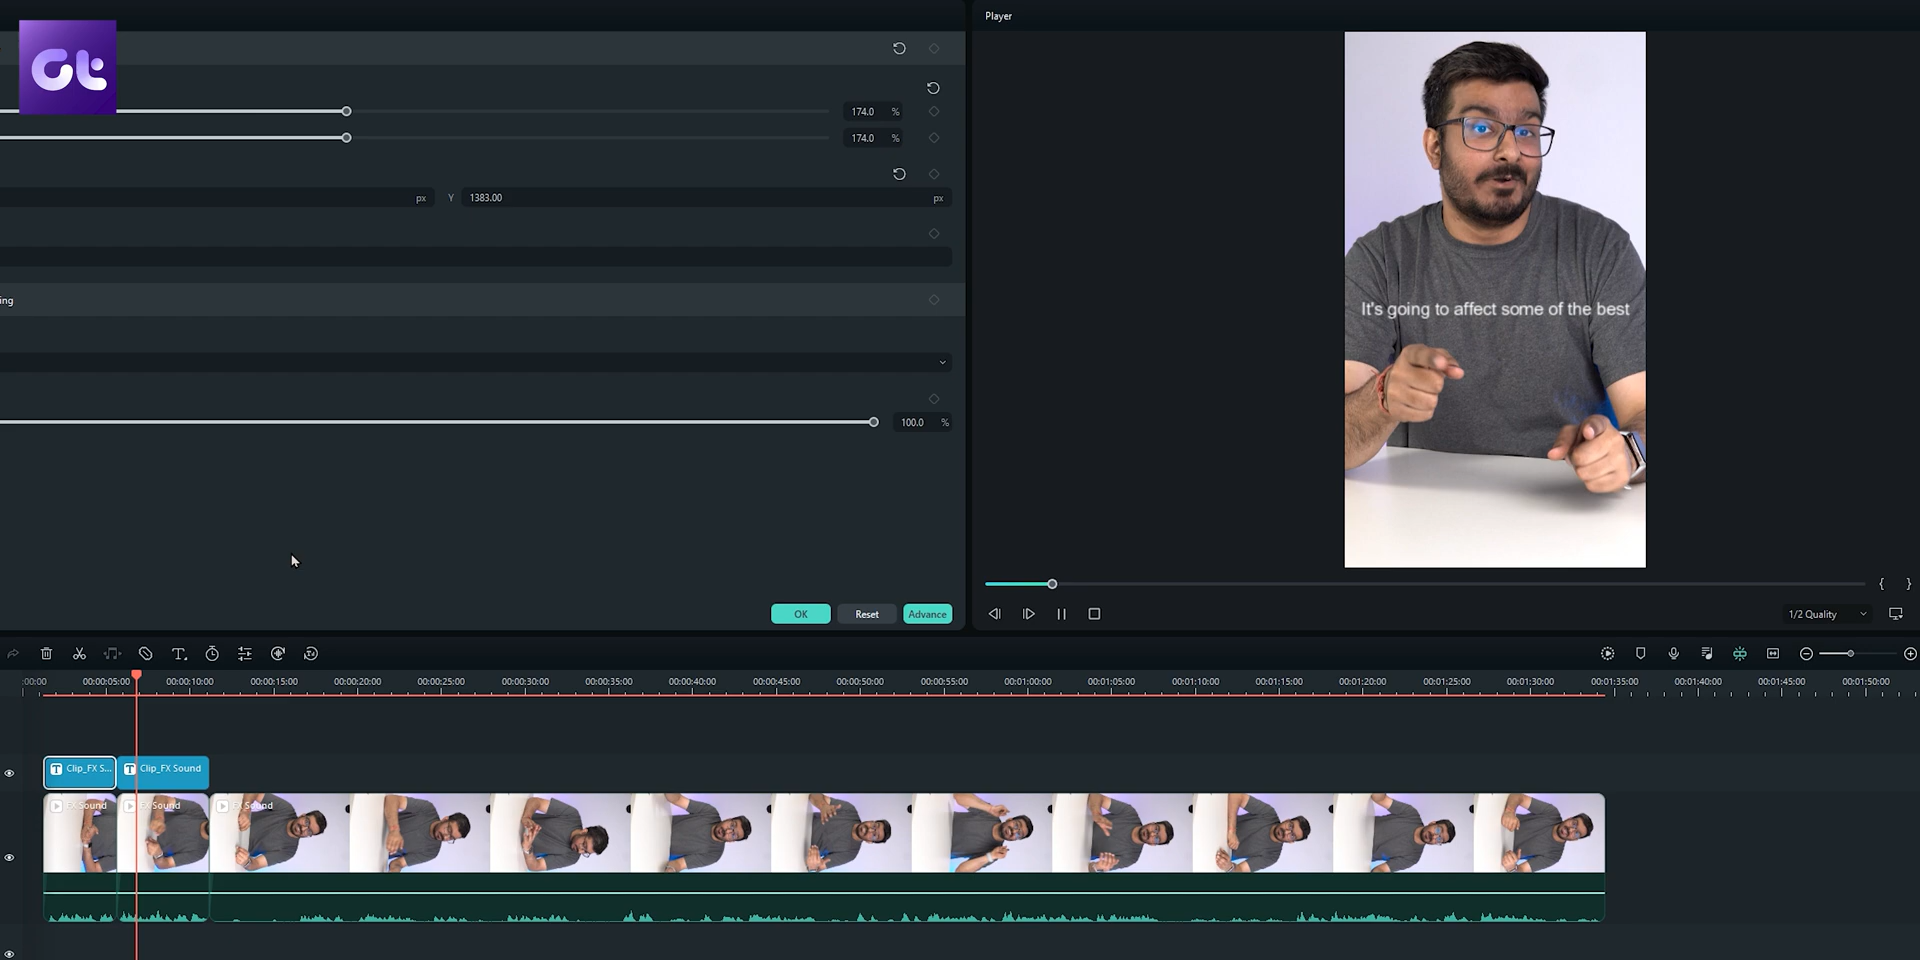 Gt
Player
174.0 %
174.0 %
px Y 1383.00 px
ing
It's going to affect some of the best
100.0 %
OK Reset Advance
1/2 Quality
:00:00 00:00:05:00 00:00:10:00 00:00:15:00 00:00:20:00 00:00:25:00 00:00:30:00 00:00:35:00 00:00:40:00 00:00:45:00 00:00:50:00 00:00:55:00 00:01:00:00 00:01:05:00 00:01:10:00 00:01:15:00 00:01:20:00 00:01:25:00 00:01:30:00 00:01:35:00 00:01:40:00 00:01:45:00 00:01:50:00
Clip_FX S... Clip_FX Sound
FX Sound FX Sound FX Sound